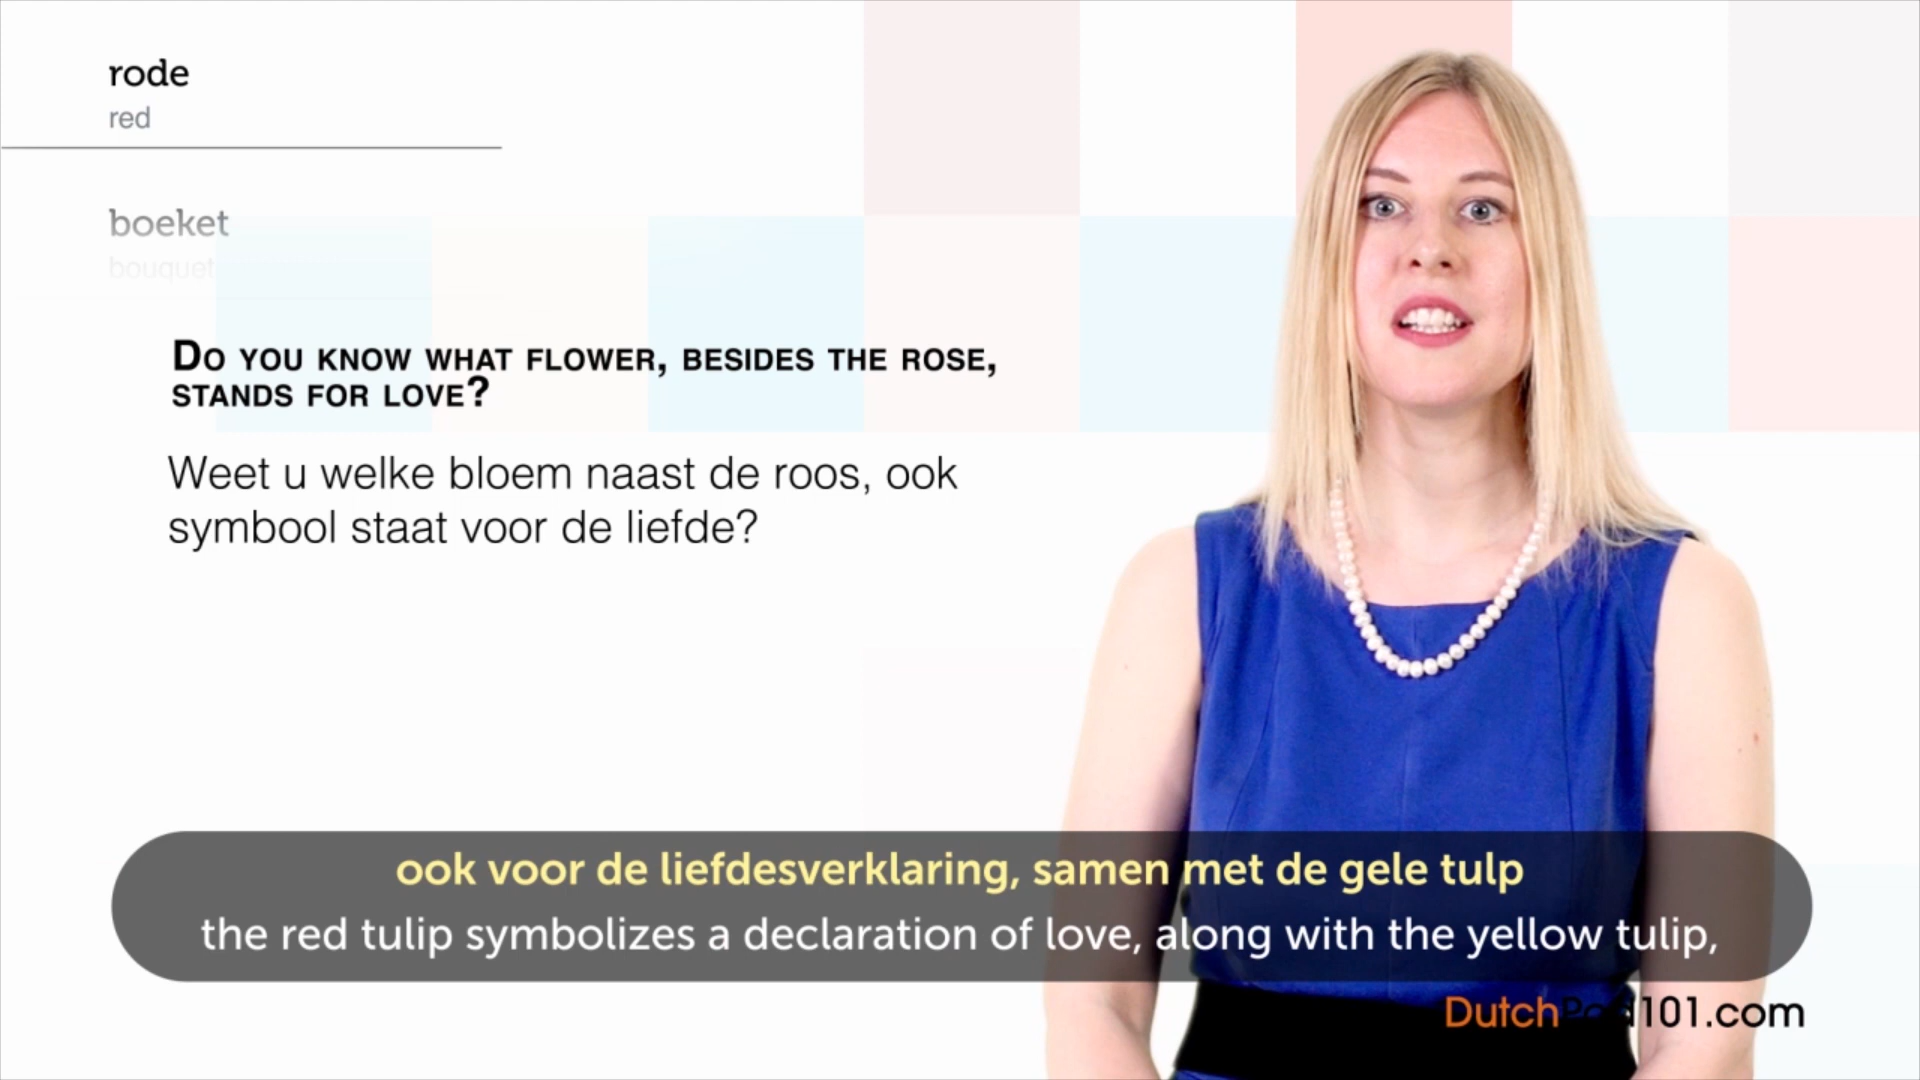 rode
red
boeket
bouquet
DO YOU KNOW WHAT FLOWER, BESIDES THE ROSE,
STANDS FOR LOVE?
Weet u welke bloem naast de roos, ook
symbool staat voor de liefde?
ook voor de liefdesverklaring, samen met de gele tulp
the red tulip symbolizes a declaration of love, along with the yellow tulip,
DutchPod101.com